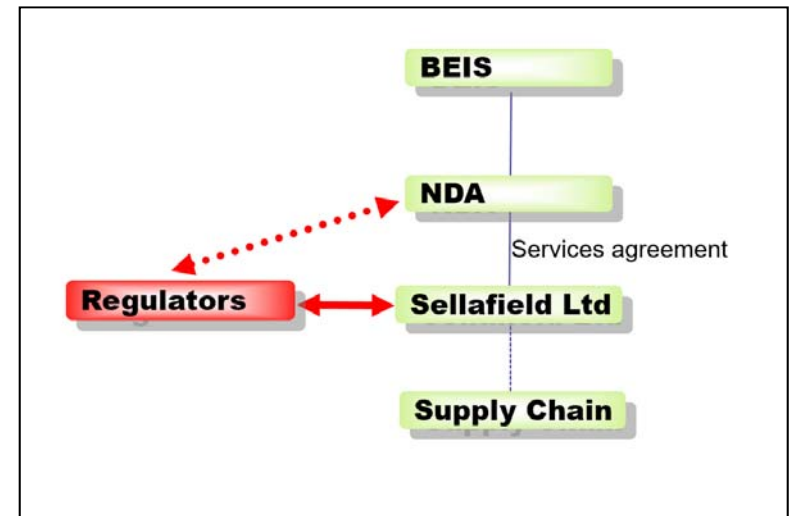 BEIS
NDA
Services agreement
Regulators
Sellafield Ltd
Supply Chain